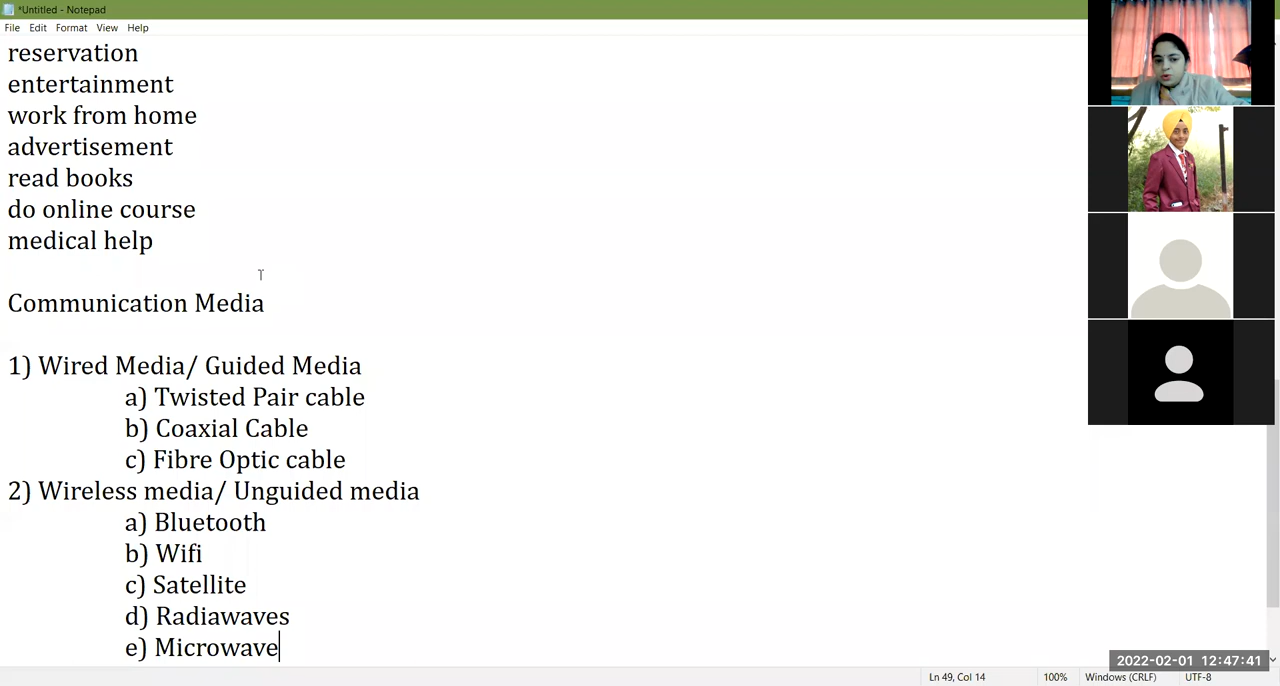 *Untitled - Notepad
File Edit Format View Help
reservation
entertainment
work from home
advertisement
read books
do online course
medical help
Communication Media
1) Wired Media/ Guided Media
a) Twisted Pair cable
b) Coaxial Cable
c) Fibre Optic cable
2) Wireless media/ Unguided media
a) Bluetooth
b) Wifi
c) Satellite
d) Radiawaves
e) Microwave
2022-02-01 12:47:41
Ln 49, Col 14 100% Windows (CRLF) UTF-8